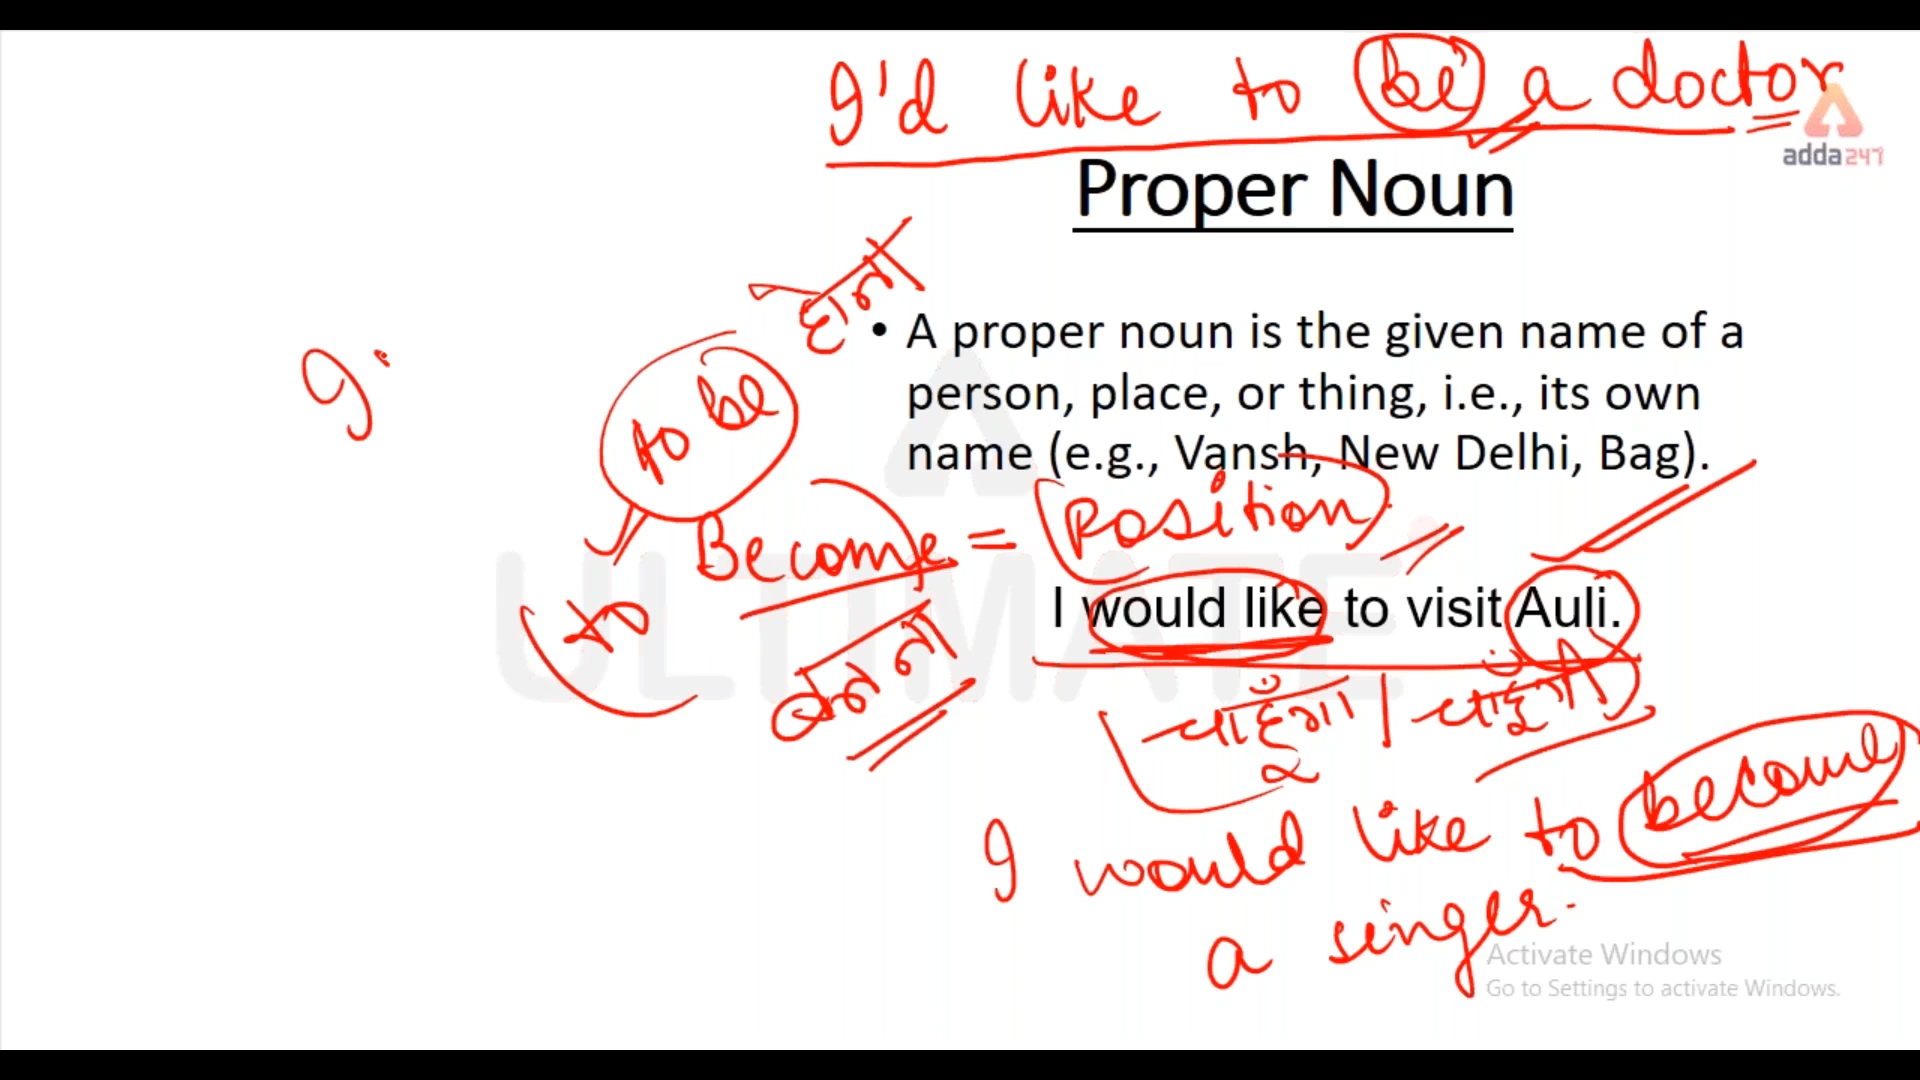 I'd like to be a doctor
adda247
Proper Noun
होना
• A proper noun is the given name of a
person, place, or thing, i.e., its own
name (e.g., Vansh, New Delhi, Bag).
I
to be
Become = Position
ULTIMATE
to
बनना
I would like to visit Auli.
चाहूँगा | चाहूँगी
I would like to become
a singer.
Activate Windows
Go to Settings to activate Windows.